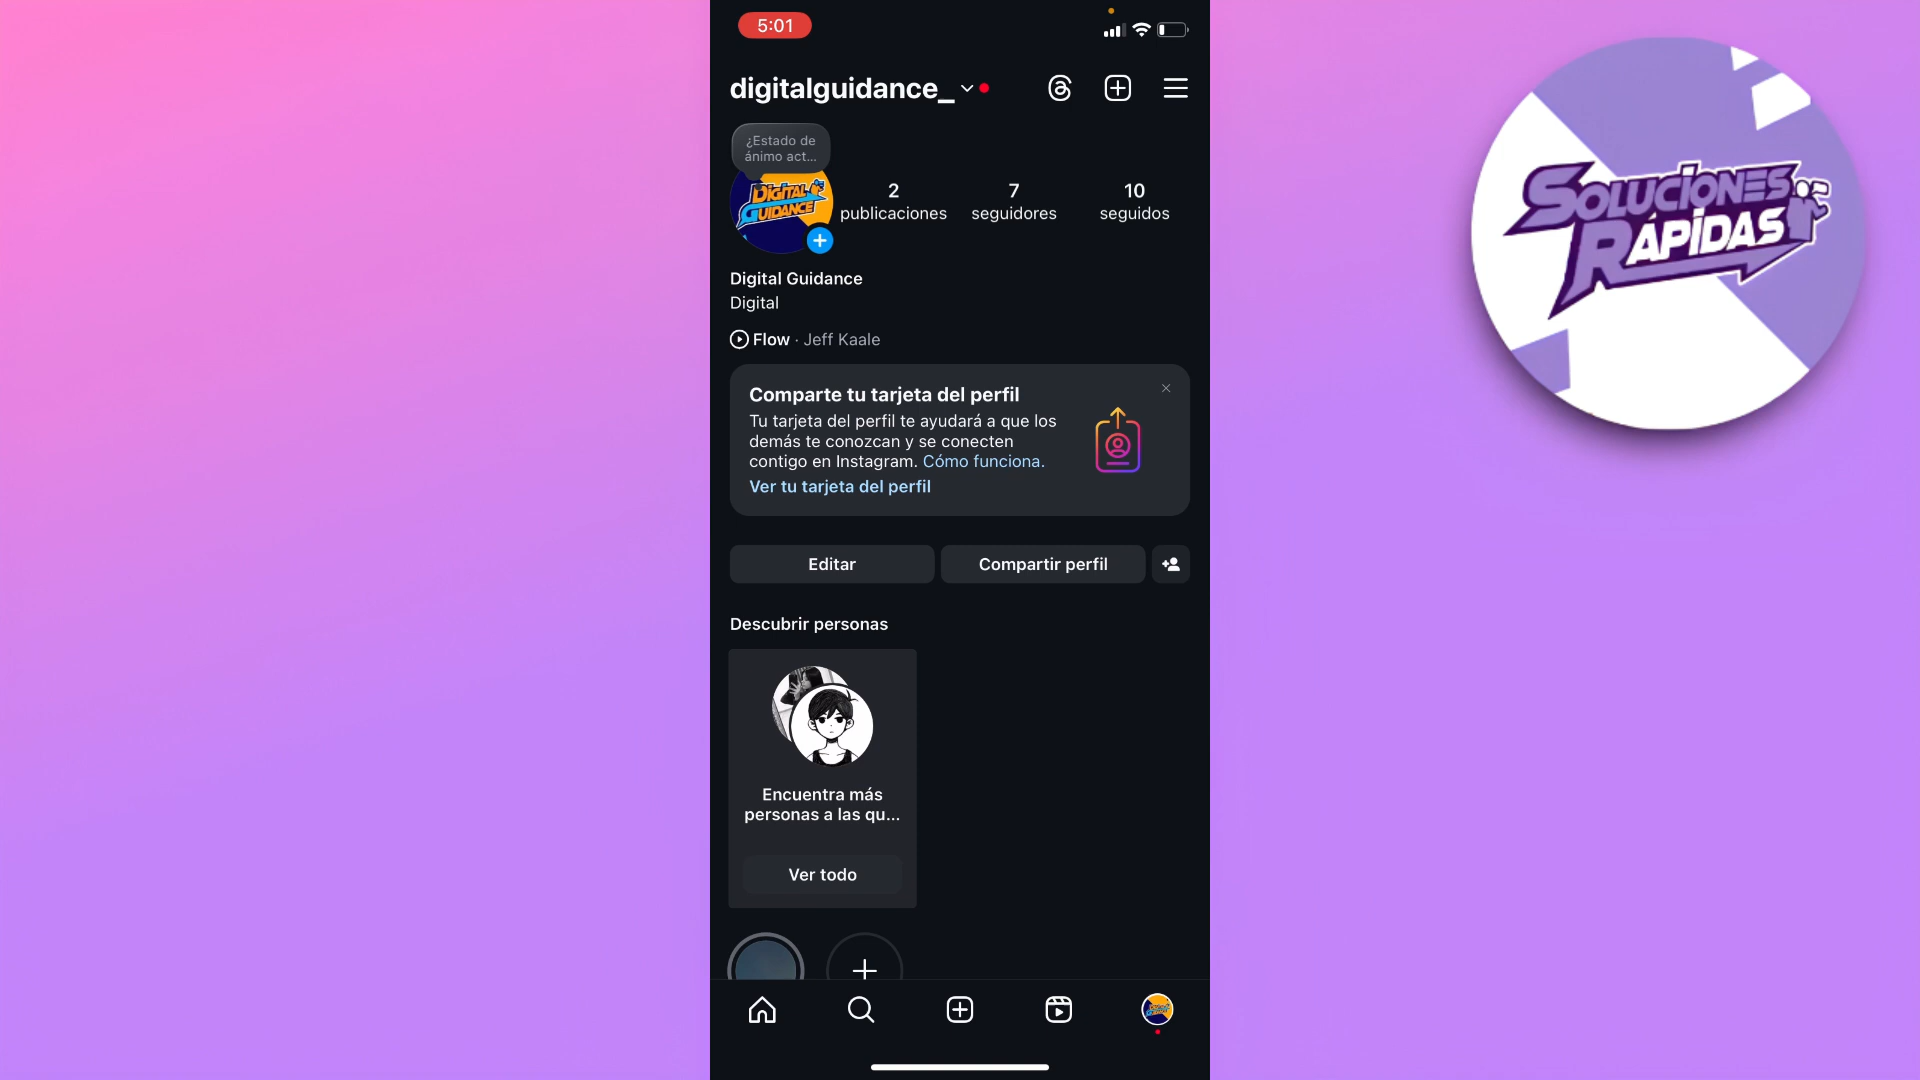 5:01
digitalguidance_
¿Estado de
ánimo act...
DIGITAL
GUIDANCE
2
publicaciones
7
seguidores
10
seguidos
Digital Guidance
Digital
Flow · Jeff Kaale
Comparte tu tarjeta del perfil
Tu tarjeta del perfil te ayudará a que los
demás te conozcan y se conecten
contigo en Instagram. Cómo funciona.
Ver tu tarjeta del perfil
Editar
Compartir perfil
Descubrir personas
Encuentra más
personas a las qu...
Ver todo
SOLUCIONES
RÁPIDAS